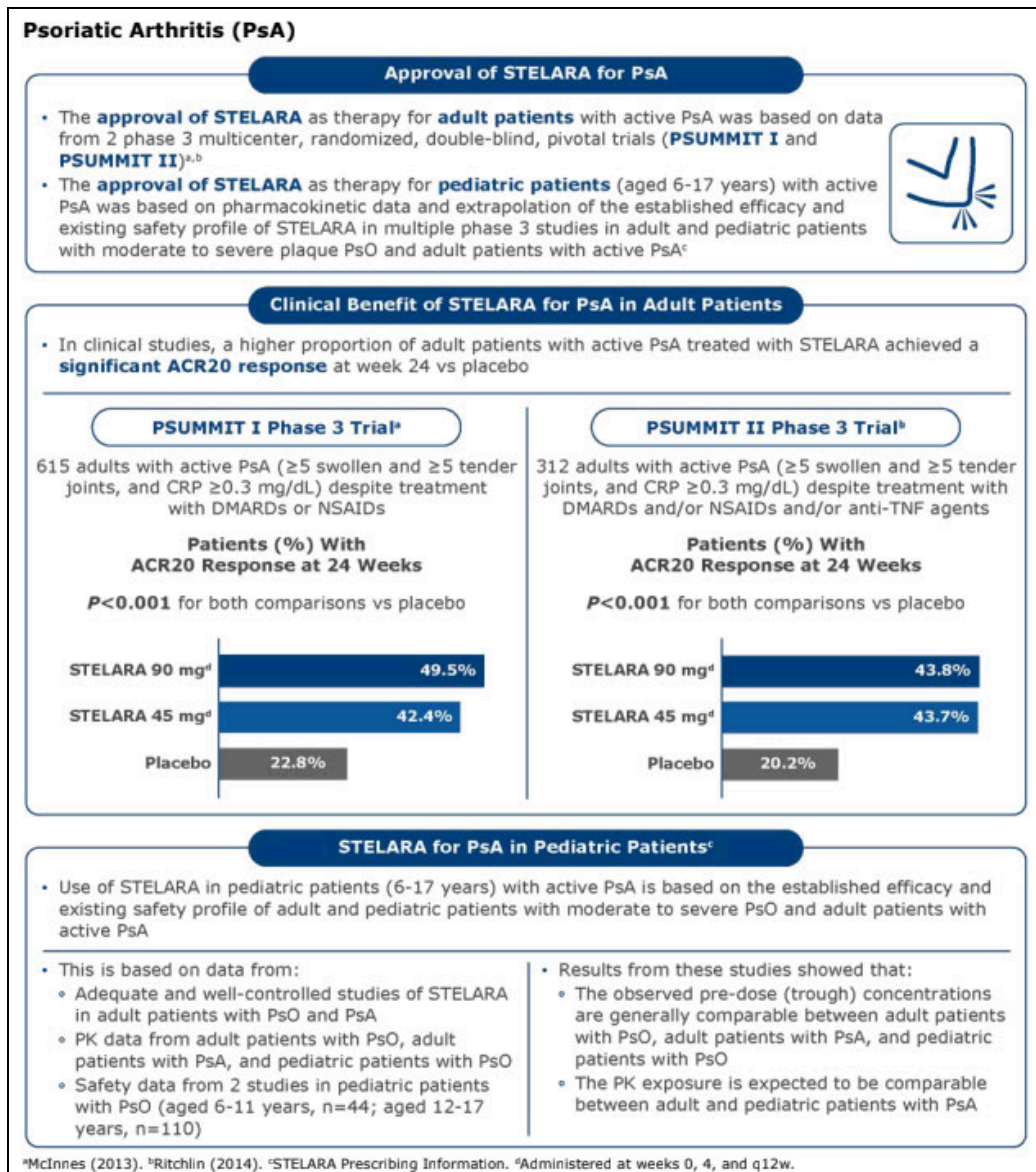 Psoriatic Arthritis (PsA)
Approval of STELARA for PsA
• The approval of STELARA as therapy for adult patients with active PsA was based on data
from 2 phase 3 multicenter, randomized, double-blind, pivotal trials (PSUMMIT I and
PSUMMIT II)ᵃ,ᵇ
• The approval of STELARA as therapy for pediatric patients (aged 6-17 years) with active
PsA was based on pharmacokinetic data and extrapolation of the established efficacy and
existing safety profile of STELARA in multiple phase 3 studies in adult and pediatric patients
with moderate to severe plaque PsO and adult patients with active PsAᶜ
Clinical Benefit of STELARA for PsA in Adult Patients
• In clinical studies, a higher proportion of adult patients with active PsA treated with STELARA achieved a
significant ACR20 response at week 24 vs placebo
PSUMMIT I Phase 3 Trialᵃ
615 adults with active PsA (≥5 swollen and ≥5 tender
joints, and CRP ≥0.3 mg/dL) despite treatment
with DMARDs or NSAIDs
Patients (%) With
ACR20 Response at 24 Weeks
P<0.001 for both comparisons vs placebo
STELARA 90 mgᵈ 49.5%
STELARA 45 mgᵈ 42.4%
Placebo 22.8%
PSUMMIT II Phase 3 Trialᵇ
312 adults with active PsA (≥5 swollen and ≥5 tender
joints, and CRP ≥0.3 mg/dL) despite treatment with
DMARDs and/or NSAIDs and/or anti-TNF agents
Patients (%) With
ACR20 Response at 24 Weeks
P<0.001 for both comparisons vs placebo
STELARA 90 mgᵈ 43.8%
STELARA 45 mgᵈ 43.7%
Placebo 20.2%
STELARA for PsA in Pediatric Patientsᶜ
• Use of STELARA in pediatric patients (6-17 years) with active PsA is based on the established efficacy and
existing safety profile of adult and pediatric patients with moderate to severe PsO and adult patients with
active PsA
• This is based on data from:
∘ Adequate and well-controlled studies of STELARA
in adult patients with PsO and PsA
∘ PK data from adult patients with PsO, adult
patients with PsA, and pediatric patients with PsO
∘ Safety data from 2 studies in pediatric patients
with PsO (aged 6-11 years, n=44; aged 12-17
years, n=110)
• Results from these studies showed that:
∘ The observed pre-dose (trough) concentrations
are generally comparable between adult patients
with PsO, adult patients with PsA, and pediatric
patients with PsO
∘ The PK exposure is expected to be comparable
between adult and pediatric patients with PsA
ᵃMcInnes (2013). ᵇRitchlin (2014). ᶜSTELARA Prescribing Information. ᵈAdministered at weeks 0, 4, and q12w.